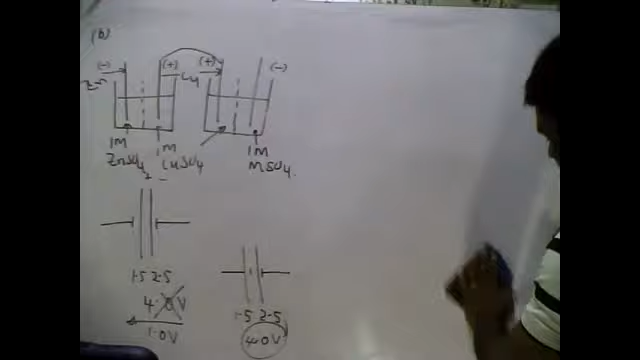 (b)
(-) (+) (+) (-)
Zn Cu
1M 1M 1M
ZnSO4 CuSO4 MSO4
1.5 2.5
4.0V
1.0V
1.5 2.5
4.0V